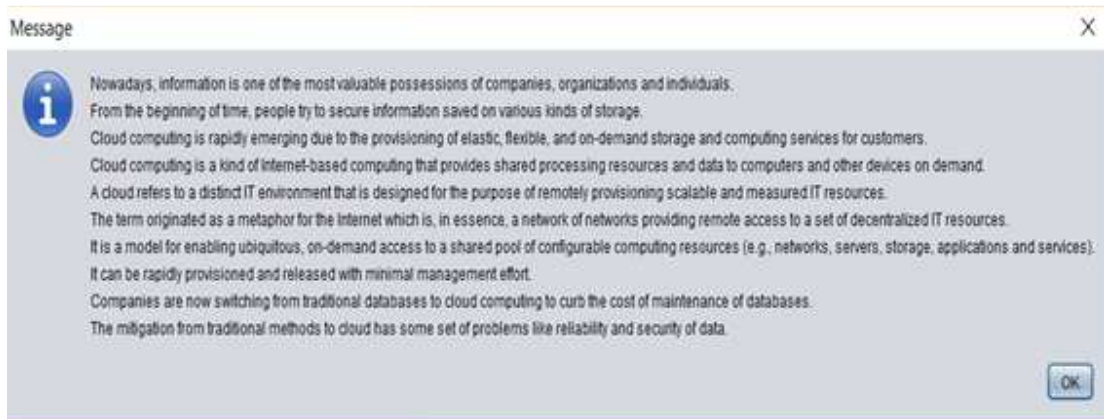 Message
X
i
Nowadays, information is one of the most valuable possessions of companies, organizations and individuals.
From the beginning of time, people try to secure information saved on various kinds of storage.
Cloud computing is rapidly emerging due to the provisioning of elastic, flexible, and on-demand storage and computing services for customers.
Cloud computing is a kind of Internet-based computing that provides shared processing resources and data to computers and other devices on demand.
A cloud refers to a distinct IT environment that is designed for the purpose of remotely provisioning scalable and measured IT resources.
The term originated as a metaphor for the Internet which is, in essence, a network of networks providing remote access to a set of decentralized IT resources.
It is a model for enabling ubiquitous, on-demand access to a shared pool of configurable computing resources (e.g., networks, servers, storage, applications and services).
It can be rapidly provisioned and released with minimal management effort.
Companies are now switching from traditional databases to cloud computing to curb the cost of maintenance of databases.
The mitigation from traditional methods to cloud has some set of problems like reliability and security of data.
OK